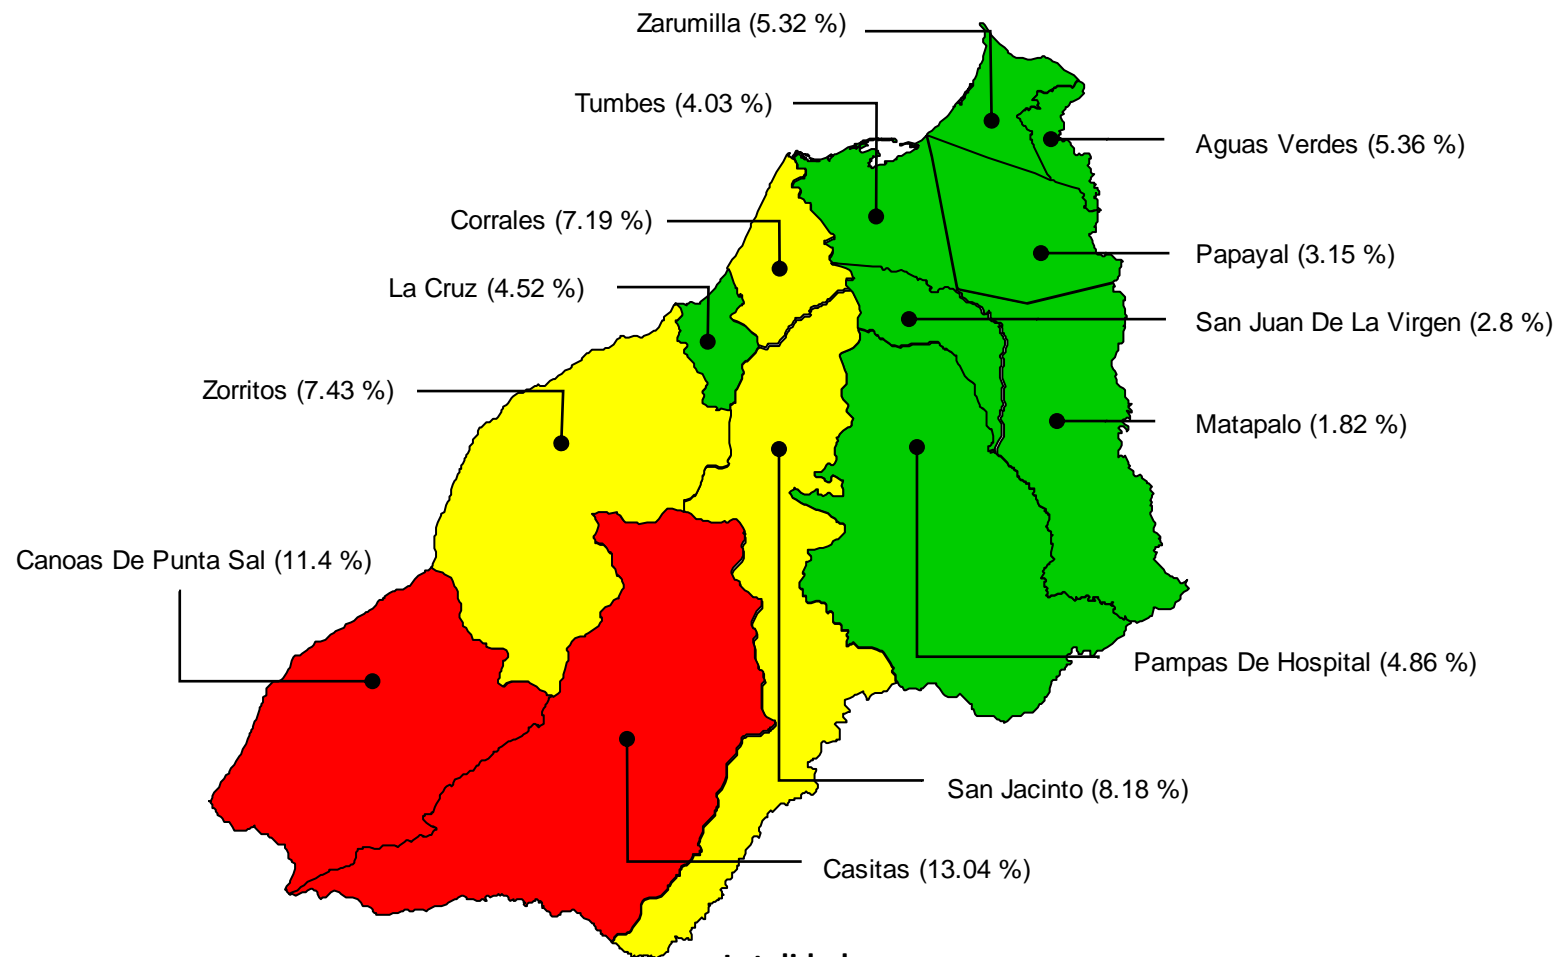 Zarumilla (5.32 %)
Tumbes (4.03 %)
Aguas Verdes (5.36 %)
Corrales (7.19 %)
Papayal (3.15 %)
La Cruz (4.52 %)
San Juan De La Virgen (2.8 %)
Zorritos (7.43 %)
Matapalo (1.82 %)
Canoas De Punta Sal (11.4 %)
Pampas De Hospital (4.86 %)
San Jacinto (8.18 %)
Casitas (13.04 %)